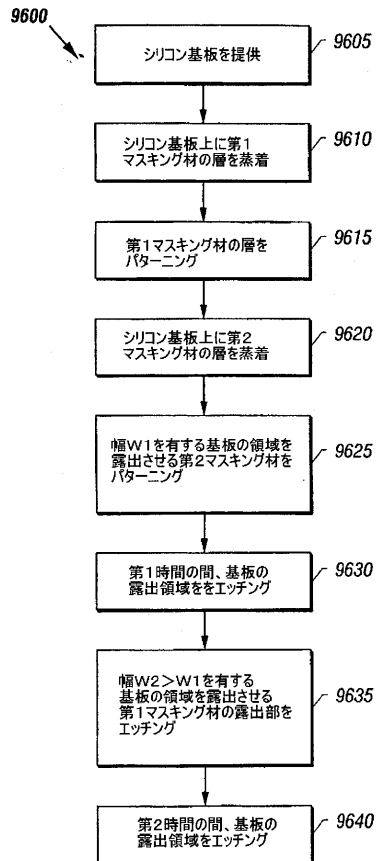 9600
シリコン基板を提供
9605
シリコン基板上に第1
マスキング材の層を蒸着
9610
第1マスキング材の層を
パターニング
9615
シリコン基板上に第2
マスキング材の層を蒸着
9620
幅W1を有する基板の領域を
露出させる第2マスキング材を
パターニング
9625
第1時間の間、基板の
露出領域ををエッチング
9630
幅W2>W1を有する
基板の領域を露出させる
第1マスキング材の露出部を
エッチング
9635
第2時間の間、基板の
露出領域をエッチング
9640